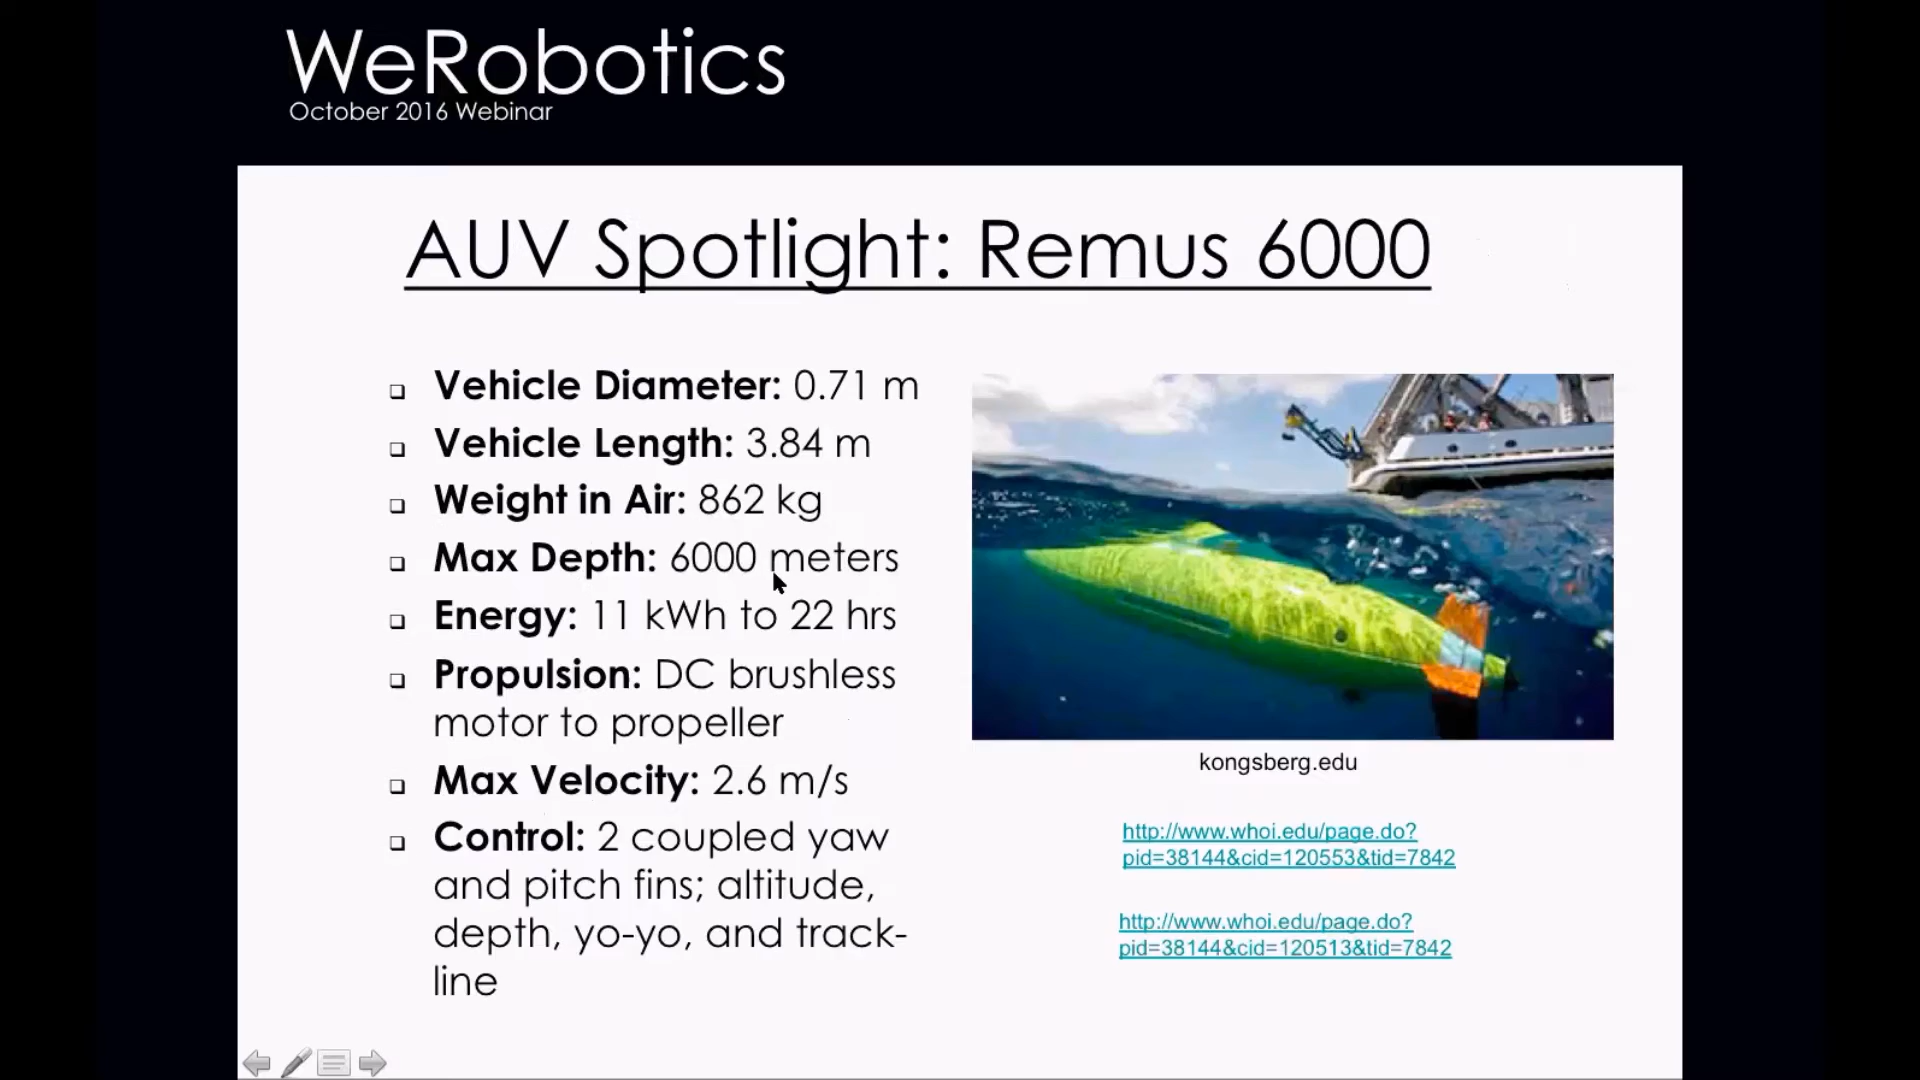 WeRobotics
October 2016 Webinar
AUV Spotlight: Remus 6000
Vehicle Diameter: 0.71 m
Vehicle Length: 3.84 m
Weight in Air: 862 kg
Max Depth: 6000 meters
Energy: 11 kWh to 22 hrs
Propulsion: DC brushless
motor to propeller
Max Velocity: 2.6 m/s
Control: 2 coupled yaw
and pitch fins; altitude,
depth, yo-yo, and track-
line
kongsberg.edu
http://www.whoi.edu/page.do?
pid=38144&cid=120553&tid=7842
http://www.whoi.edu/page.do?
pid=38144&cid=120513&tid=7842